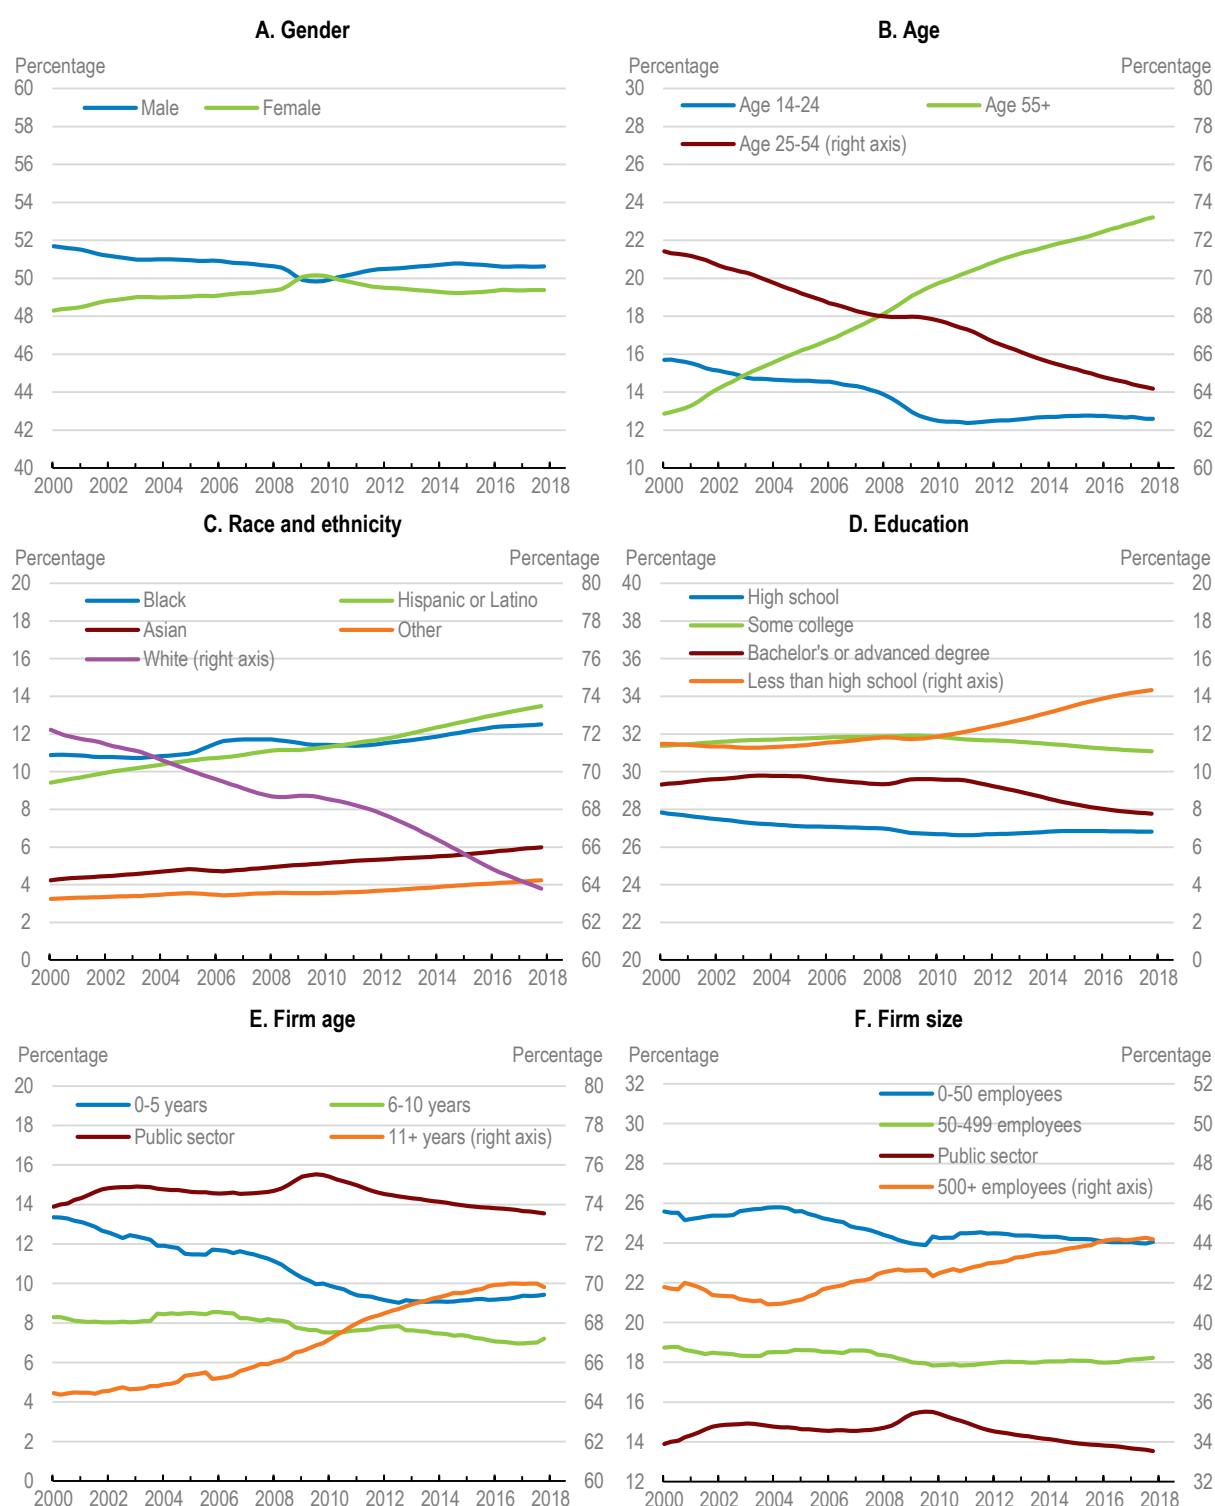 A. Gender
B. Age
Percentage
Percentage
Percentage
60
58
56
54
52
50
48
46
44
42
40
Male
Female
2000 2002 2004 2006 2008 2010 2012 2014 2016 2018
30
28
26
24
22
20
18
16
14
12
10
Age 14-24
Age 55+
Age 25-54 (right axis)
80
78
76
74
72
70
68
66
64
62
60
2000 2002 2004 2006 2008 2010 2012 2014 2016 2018
C. Race and ethnicity
D. Education
Percentage
Percentage
Percentage
Percentage
20
18
16
14
12
10
8
6
4
2
0
Black
Hispanic or Latino
Asian
Other
White (right axis)
80
78
76
74
72
70
68
66
64
62
60
2000 2002 2004 2006 2008 2010 2012 2014 2016 2018
40
38
36
34
32
30
28
26
24
22
20
High school
Some college
Bachelor's or advanced degree
Less than high school (right axis)
20
18
16
14
12
10
8
6
4
2
0
2000 2002 2004 2006 2008 2010 2012 2014 2016 2018
E. Firm age
F. Firm size
Percentage
Percentage
Percentage
Percentage
20
18
16
14
12
10
8
6
4
2
0
0-5 years
6-10 years
Public sector
11+ years (right axis)
80
78
76
74
72
70
68
66
64
62
60
2000 2002 2004 2006 2008 2010 2012 2014 2016 2018
32
30
28
26
24
22
20
18
16
14
12
0-50 employees
50-499 employees
Public sector
500+ employees (right axis)
52
50
48
46
44
42
40
38
36
34
32
2000 2002 2004 2006 2008 2010 2012 2014 2016 2018